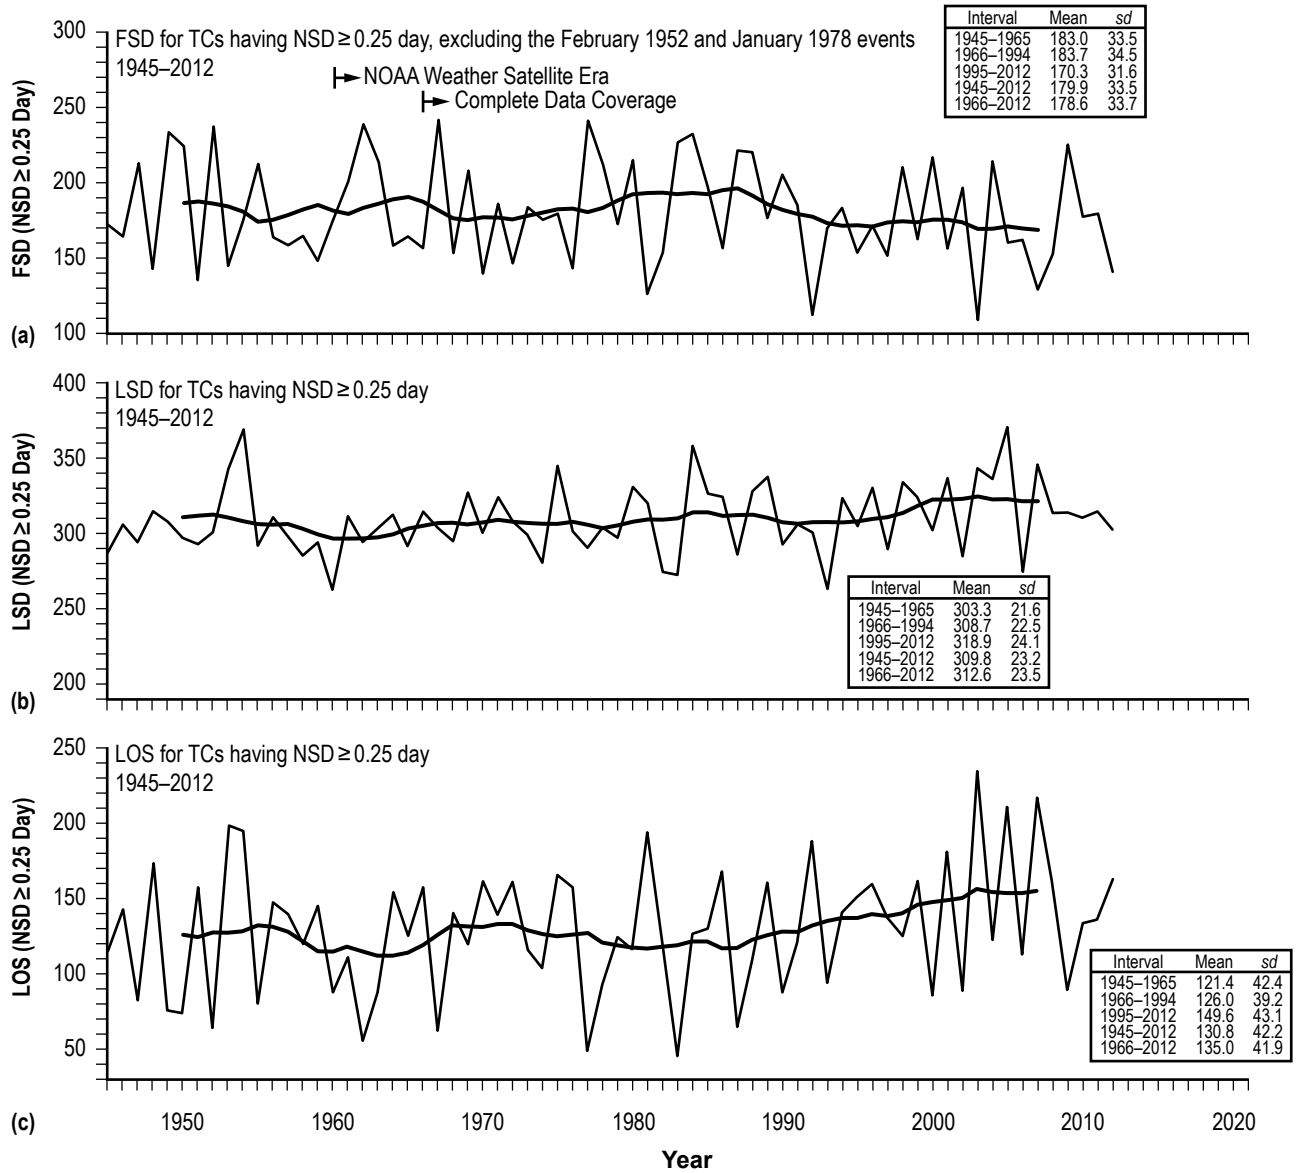 FSD for TCs having NSD ≥ 0.25 day, excluding the February 1952 and January 1978 events
1945–2012
NOAA Weather Satellite Era
Complete Data Coverage
Interval Mean sd
1945–1965 183.0 33.5
1966–1994 183.7 34.5
1995–2012 170.3 31.6
1945–2012 179.9 33.5
1966–2012 178.6 33.7
FSD (NSD ≥ 0.25 Day)
300
250
200
150
100
(a)
LSD for TCs having NSD ≥ 0.25 day
1945–2012
LSD (NSD ≥ 0.25 Day)
400
350
300
250
200
Interval Mean sd
1945–1965 303.3 21.6
1966–1994 308.7 22.5
1995–2012 318.9 24.1
1945–2012 309.8 23.2
1966–2012 312.6 23.5
(b)
LOS for TCs having NSD ≥ 0.25 day
1945–2012
LOS (NSD ≥ 0.25 Day)
250
200
150
100
50
Interval Mean sd
1945–1965 121.4 42.4
1966–1994 126.0 39.2
1995–2012 149.6 43.1
1945–2012 130.8 42.2
1966–2012 135.0 41.9
(c)
1950 1960 1970 1980 1990 2000 2010 2020
Year